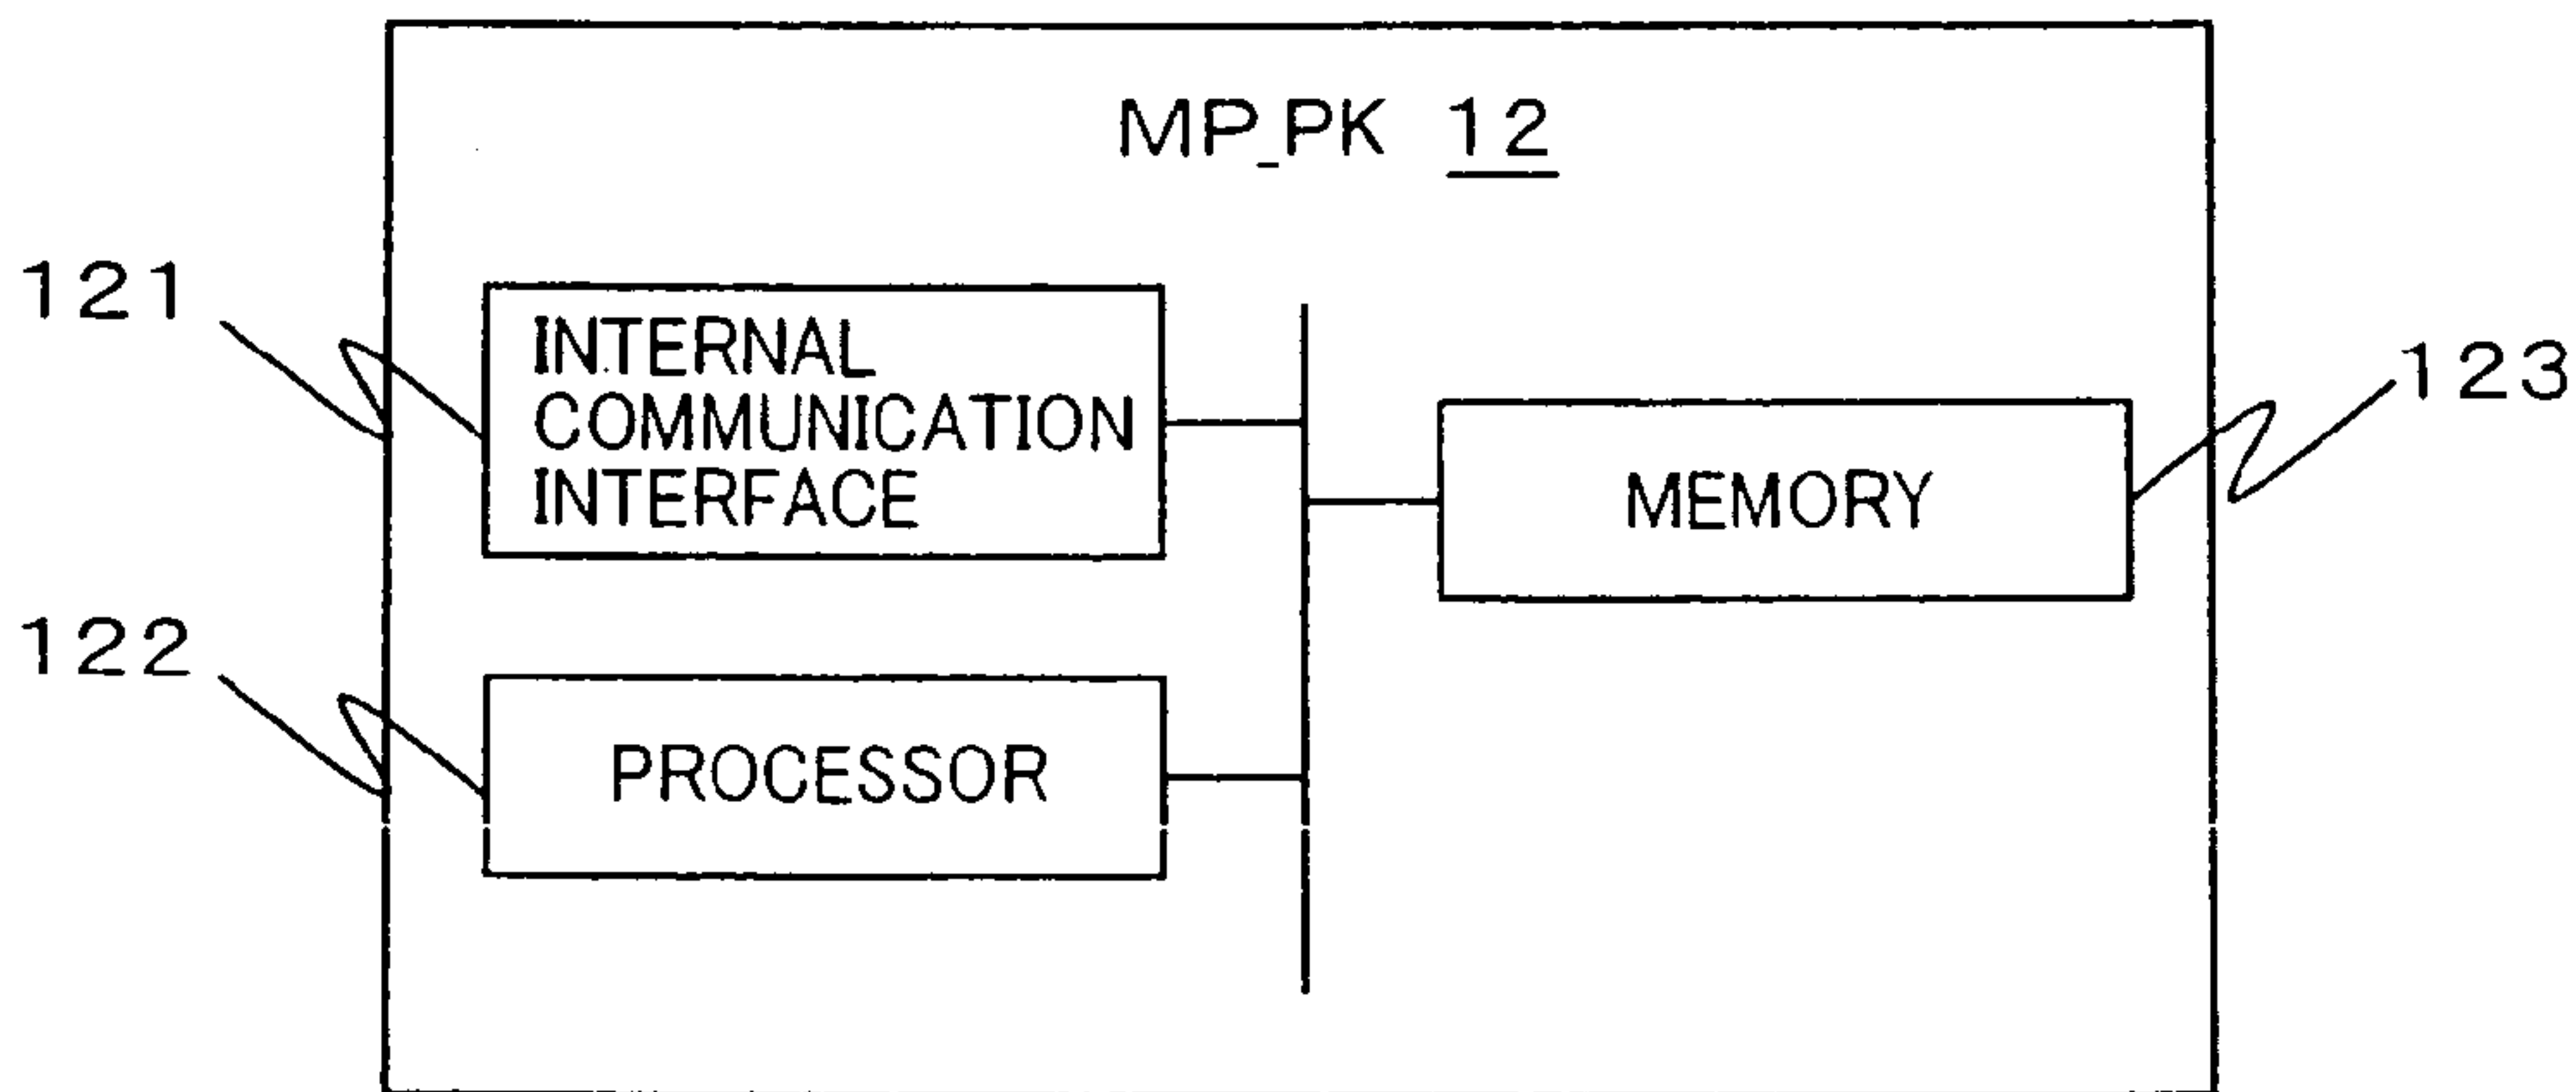 MP_PK 12
121
INTERNAL
COMMUNICATION
INTERFACE
123
MEMORY
122
PROCESSOR